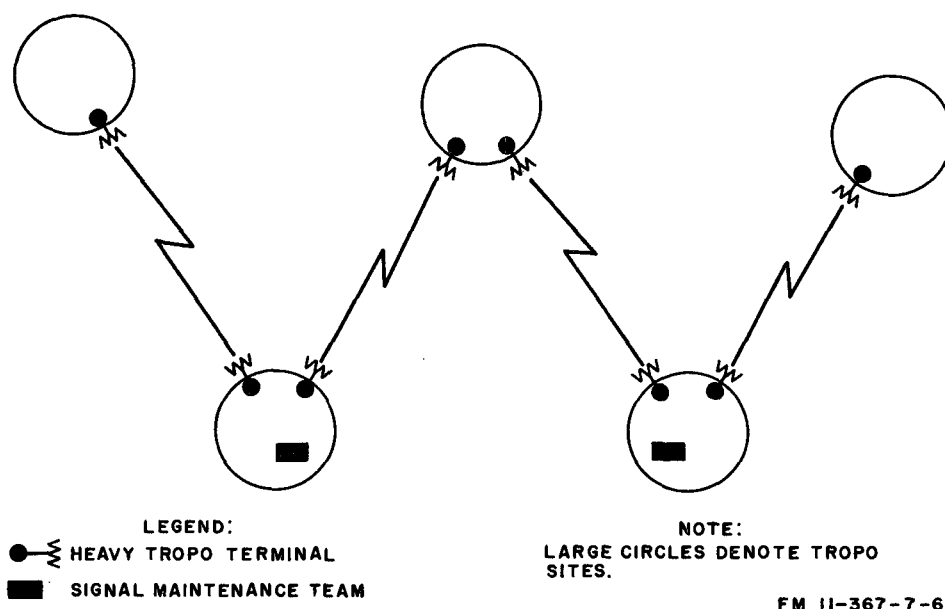 LEGEND:
HEAVY TROPO TERMINAL
SIGNAL MAINTENANCE TEAM
NOTE:
LARGE CIRCLES DENOTE TROPO
SITES.
FM 11-367-7-6